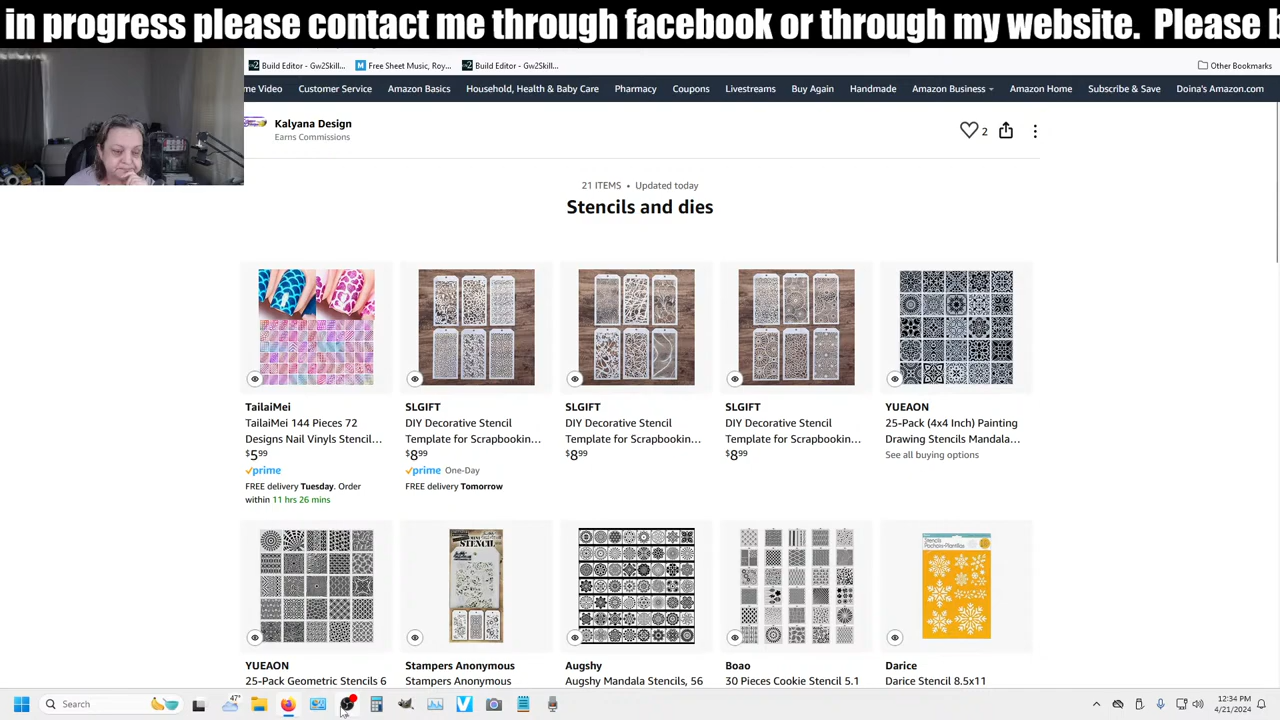 in progress please contact me through facebook or through my website. Please b
Build Editor - Gw2Skill... Free Sheet Music, Roy... Build Editor - Gw2Skill... Other Bookmarks
me Video Customer Service Amazon Basics Household, Health & Baby Care Pharmacy Coupons Livestreams Buy Again Handmade Amazon Business Amazon Home Subscribe & Save Doina's Amazon.com
Kalyana Design
Earns Commissions
2
21 ITEMS • Updated today
Stencils and dies
TailaiMei
TailaiMei 144 Pieces 72
Designs Nail Vinyls Stencil...
$5.99
prime
FREE delivery Tuesday. Order
within 11 hrs 26 mins
SLGIFT
DIY Decorative Stencil
Template for Scrapbookin...
$8.99
prime One-Day
FREE delivery Tomorrow
SLGIFT
DIY Decorative Stencil
Template for Scrapbookin...
$8.99
SLGIFT
DIY Decorative Stencil
Template for Scrapbookin...
$8.99
YUEAON
25-Pack (4x4 Inch) Painting
Drawing Stencils Mandala...
See all buying options
STENCIL
Stencils
YUEAON
25-Pack Geometric Stencils 6
Stampers Anonymous
Stampers Anonymous
Augshy
Augshy Mandala Stencils, 56
Boao
30 Pieces Cookie Stencil 5.1
Darice
Darice Stencil 8.5x11
Search
47°
12:34 PM
4/21/2024